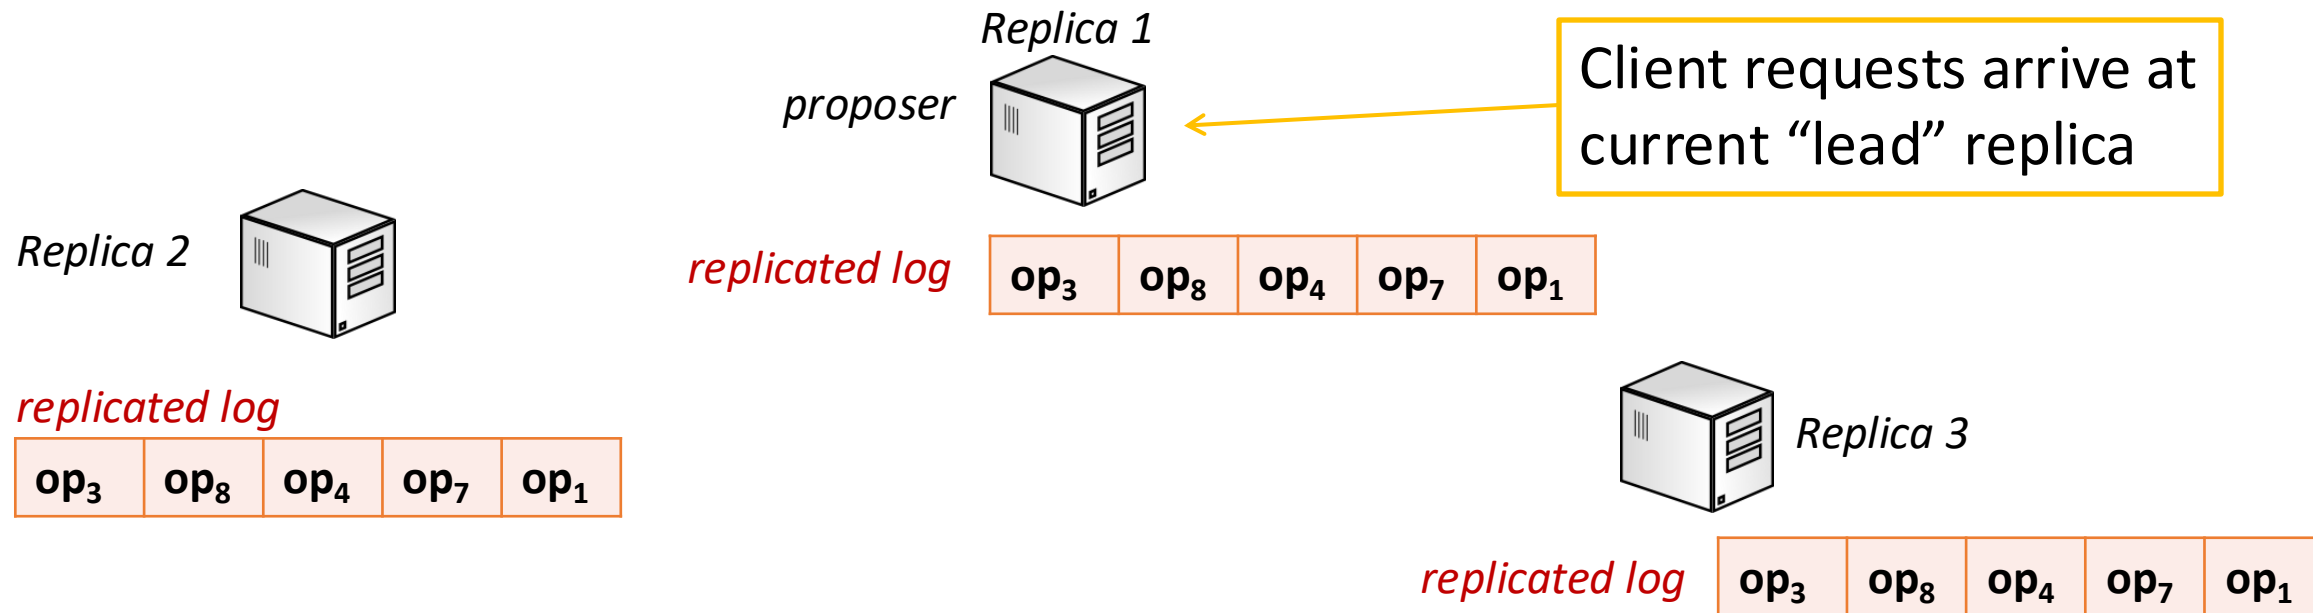 Replica 1
proposer
Client requests arrive at
current “lead” replica
Replica 2
replicated log
op₃ op₈ op₄ op₇ op₁
replicated log
op₃ op₈ op₄ op₇ op₁
Replica 3
replicated log
op₃ op₈ op₄ op₇ op₁